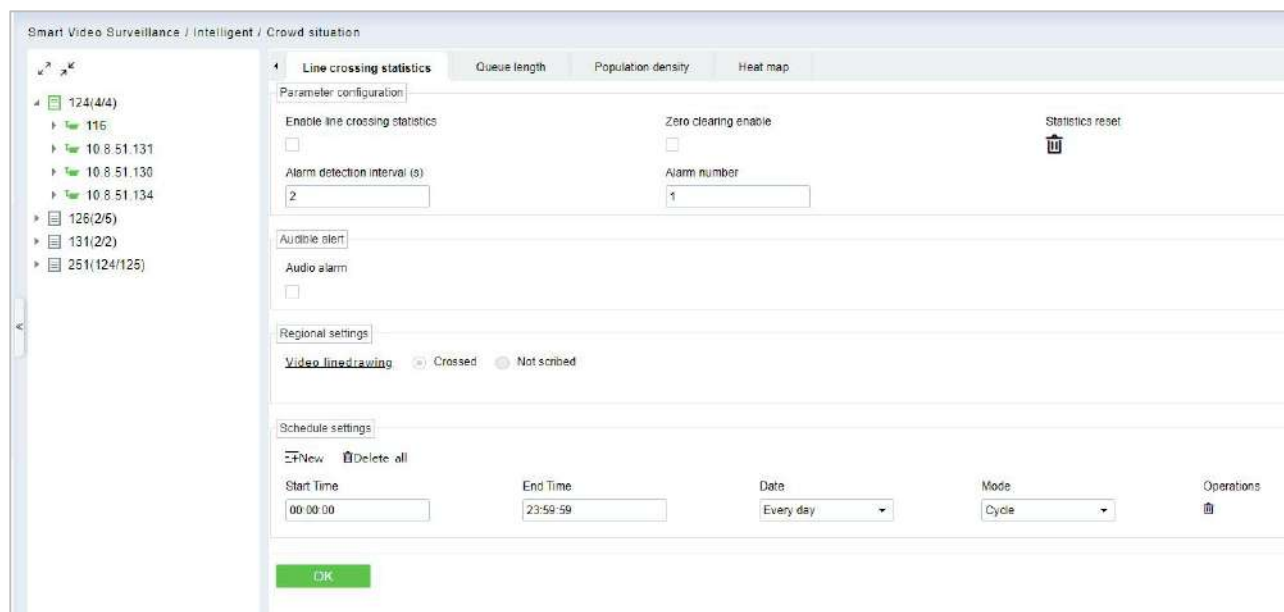 Smart Video Surveillance / Intelligent / Crowd situation
124(4/4)
116
10.8.51.131
10.8.51.130
10.8.51.134
126(2/5)
131(2/2)
251(124/125)
Line crossing statistics Queue length Population density Heat map
Parameter configuration
Enable line crossing statistics Zero clearing enable Statistics reset
Alarm detection interval (s) Alarm number
2 1
Audible alert
Audio alarm
Regional settings
Video linedrawing Crossed Not scribed
Schedule settings
New Delete all
Start Time End Time Date Mode Operations
00:00:00 23:59:59 Every day Cycle
OK